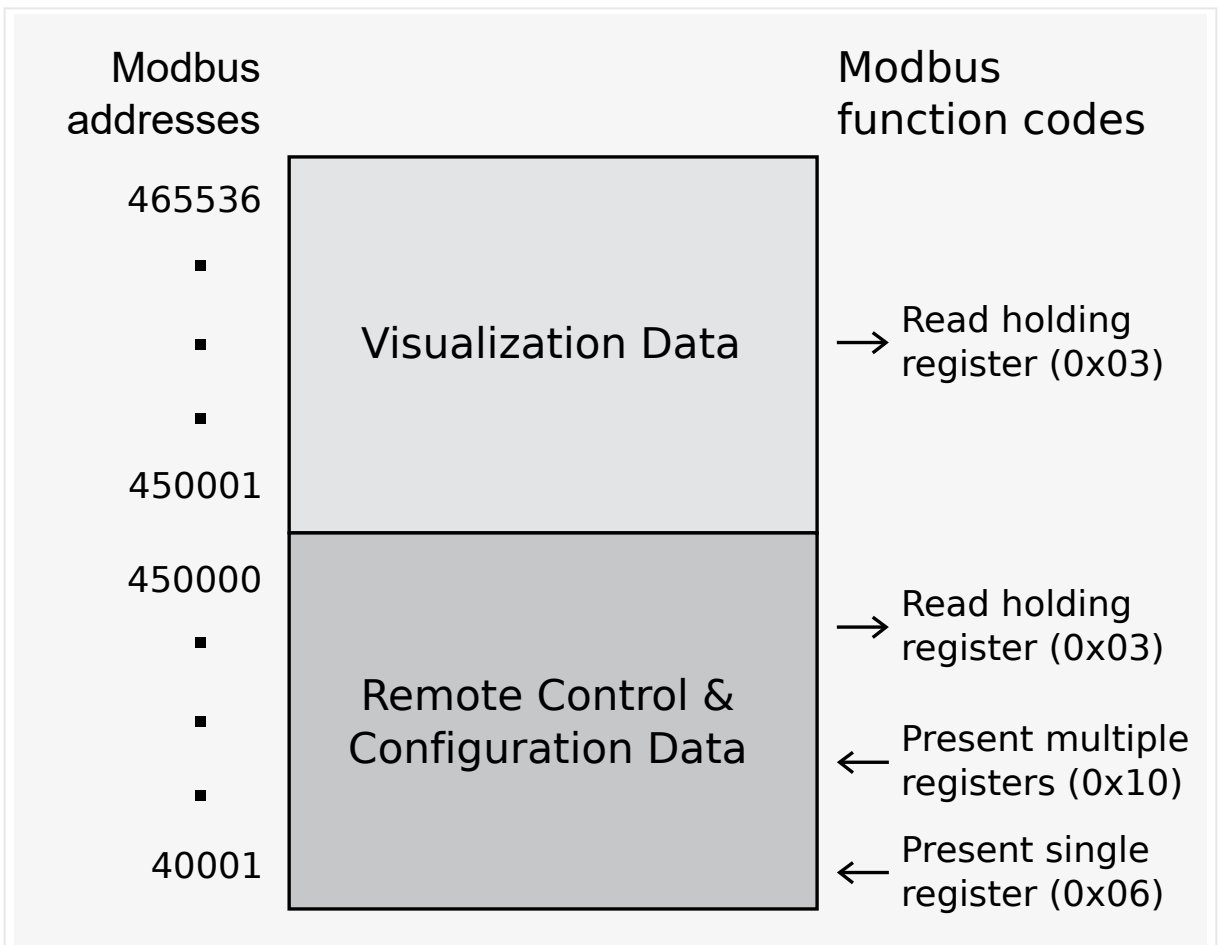 Modbus
addresses
Modbus
function codes
465536
Visualization Data
Read holding
register (0x03)
450001
450000
Read holding
register (0x03)
Remote Control &
Configuration Data
Present multiple
registers (0x10)
40001
Present single
register (0x06)